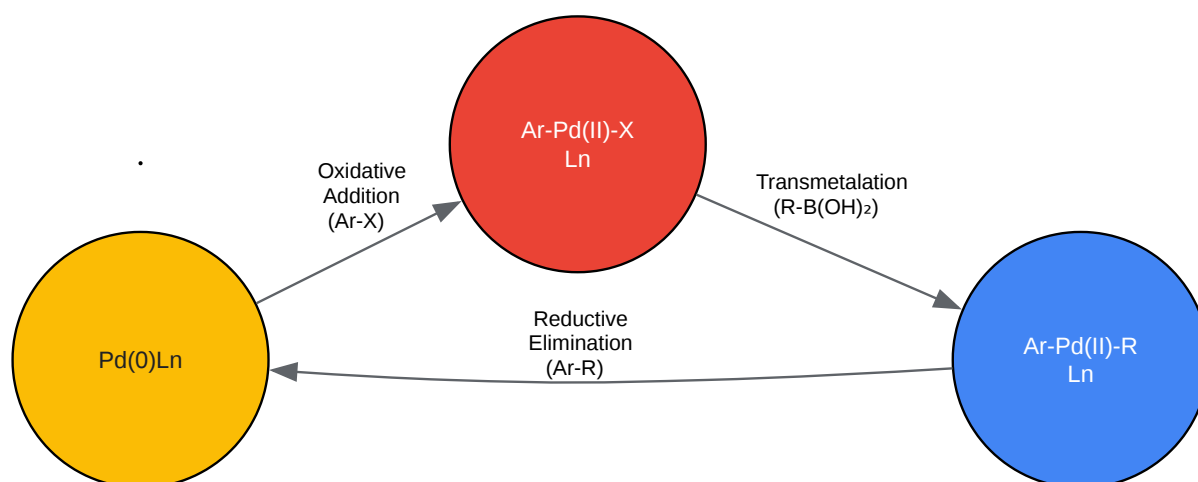 Ar-Pd(II)-X
Ln
Oxidative
Addition
(Ar-X)
Transmetalation
(R-B(OH)₂)
Reductive
Elimination
(Ar-R)
Pd(0)Ln
Ar-Pd(II)-R
Ln